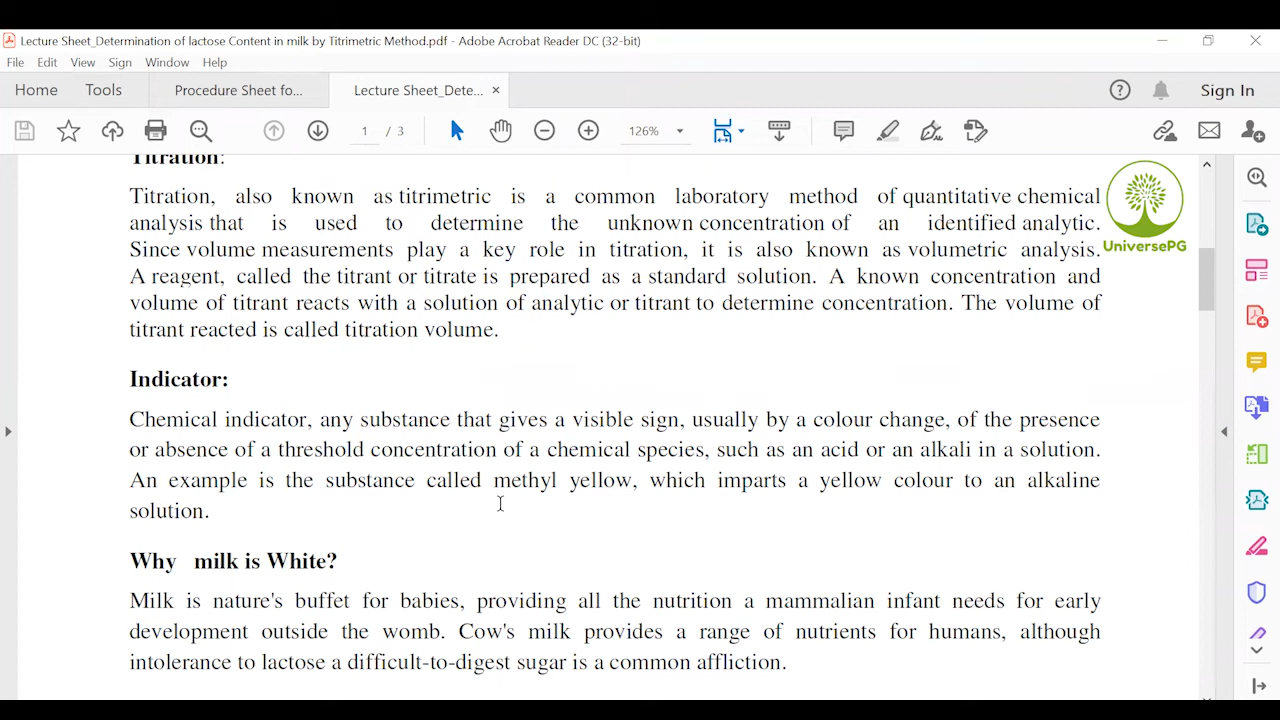 Lecture Sheet_Determination of lactose Content in milk by Titrimetric Method.pdf - Adobe Acrobat Reader DC (32-bit)
File Edit View Sign Window Help
Home Tools Procedure Sheet fo... Lecture Sheet_Dete... × Sign In
1 / 3 126%
Titration:
Titration, also known as titrimetric is a common laboratory method of quantitative chemical
analysis that is used to determine the unknown concentration of an identified analytic.
Since volume measurements play a key role in titration, it is also known as volumetric analysis.
A reagent, called the titrant or titrate is prepared as a standard solution. A known concentration and
volume of titrant reacts with a solution of analytic or titrant to determine concentration. The volume of
titrant reacted is called titration volume.
UniversePG
Indicator:
Chemical indicator, any substance that gives a visible sign, usually by a colour change, of the presence
or absence of a threshold concentration of a chemical species, such as an acid or an alkali in a solution.
An example is the substance called methyl yellow, which imparts a yellow colour to an alkaline
solution.
Why milk is White?
Milk is nature's buffet for babies, providing all the nutrition a mammalian infant needs for early
development outside the womb. Cow's milk provides a range of nutrients for humans, although
intolerance to lactose a difficult-to-digest sugar is a common affliction.